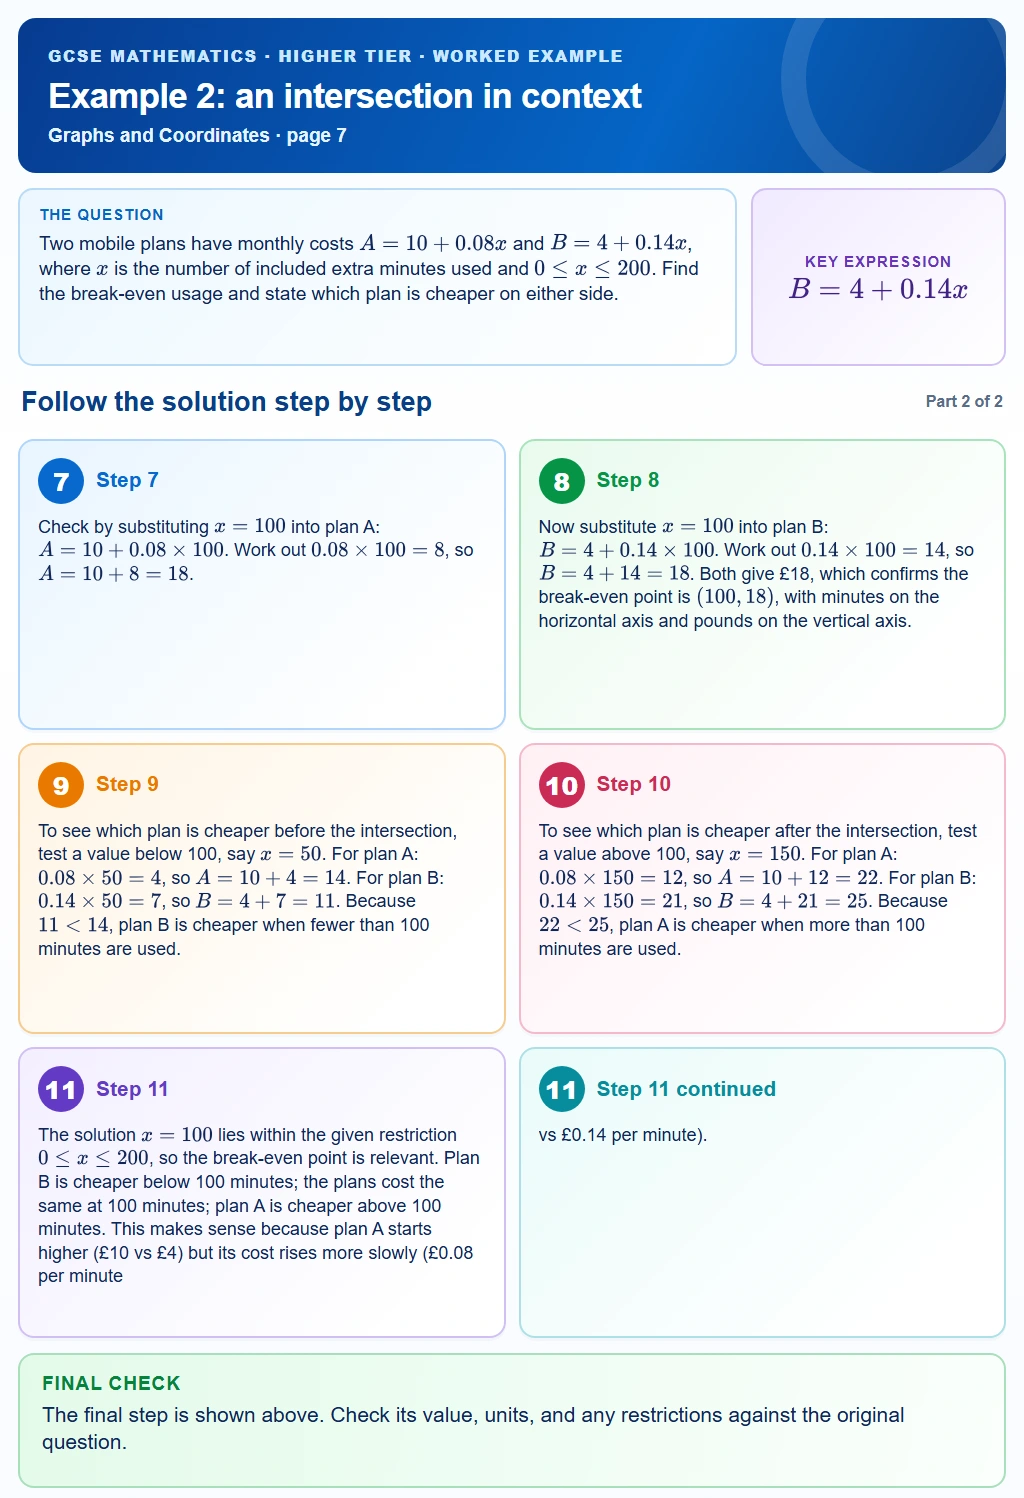 GCSE MATHEMATICS · HIGHER TIER · WORKED EXAMPLE
Example 2: an intersection in context
Graphs and Coordinates · page 7
THE QUESTION
Two mobile plans have monthly costs A = 10 + 0.08x and B = 4 + 0.14x,
where x is the number of included extra minutes used and 0 ≤ x ≤ 200. Find
the break-even usage and state which plan is cheaper on either side.
KEY EXPRESSION
B = 4 + 0.14x
Follow the solution step by step
Part 2 of 2
7 Step 7
Check by substituting x = 100 into plan A:
A = 10 + 0.08 × 100. Work out 0.08 × 100 = 8, so
A = 10 + 8 = 18.
8 Step 8
Now substitute x = 100 into plan B:
B = 4 + 0.14 × 100. Work out 0.14 × 100 = 14, so
B = 4 + 14 = 18. Both give £18, which confirms the
break-even point is (100, 18), with minutes on the
horizontal axis and pounds on the vertical axis.
9 Step 9
To see which plan is cheaper before the intersection,
test a value below 100, say x = 50. For plan A:
0.08 × 50 = 4, so A = 10 + 4 = 14. For plan B:
0.14 × 50 = 7, so B = 4 + 7 = 11. Because
11 < 14, plan B is cheaper when fewer than 100
minutes are used.
10 Step 10
To see which plan is cheaper after the intersection, test
a value above 100, say x = 150. For plan A:
0.08 × 150 = 12, so A = 10 + 12 = 22. For plan B:
0.14 × 150 = 21, so B = 4 + 21 = 25. Because
22 < 25, plan A is cheaper when more than 100
minutes are used.
11 Step 11
The solution x = 100 lies within the given restriction
0 ≤ x ≤ 200, so the break-even point is relevant. Plan
B is cheaper below 100 minutes; the plans cost the
same at 100 minutes; plan A is cheaper above 100
minutes. This makes sense because plan A starts
higher (£10 vs £4) but its cost rises more slowly (£0.08
per minute
11 Step 11 continued
vs £0.14 per minute).
FINAL CHECK
The final step is shown above. Check its value, units, and any restrictions against the original
question.